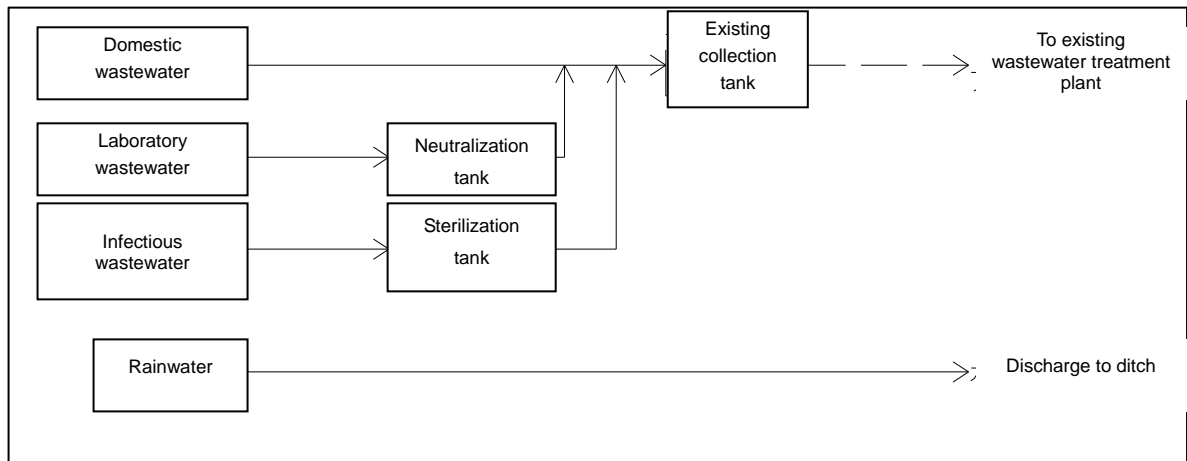 Domestic
wastewater
Existing
collection
tank
To existing
wastewater treatment
plant
Laboratory
wastewater
Neutralization
tank
Infectious
wastewater
Sterilization
tank
Rainwater
Discharge to ditch